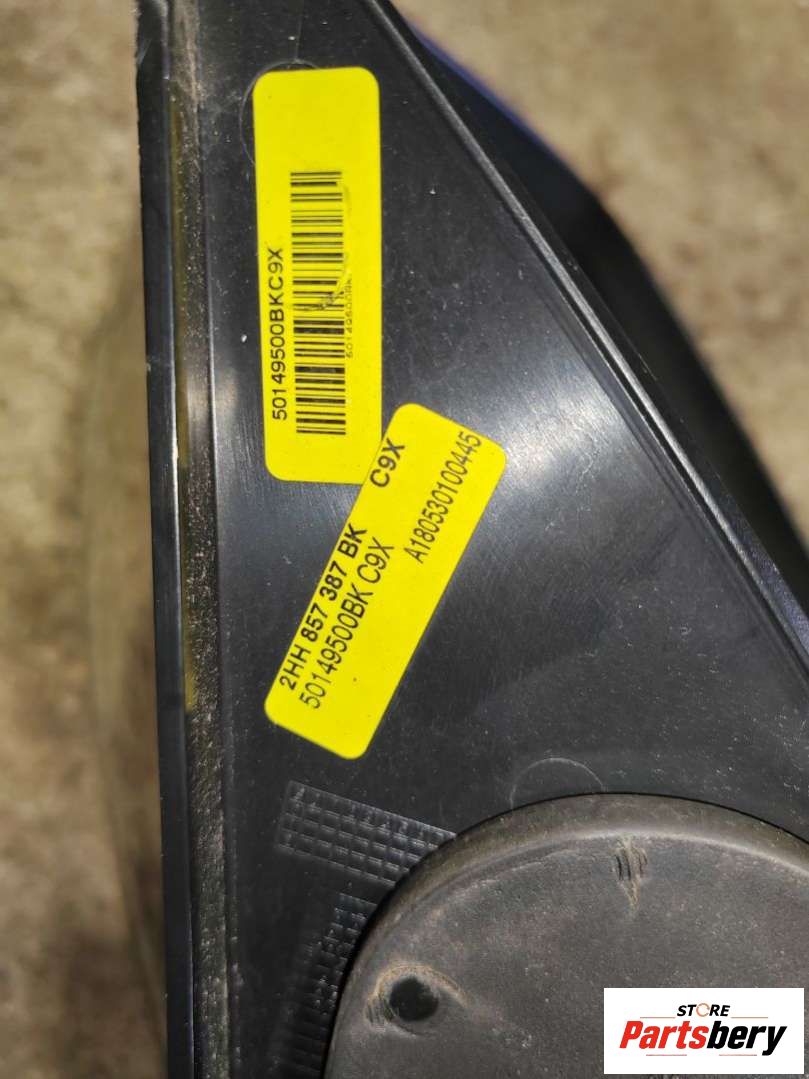 50149500BKC9X
2HH 857 387 BK C9X
50149500BK C9X
A180530100445
STORE
Partsbery